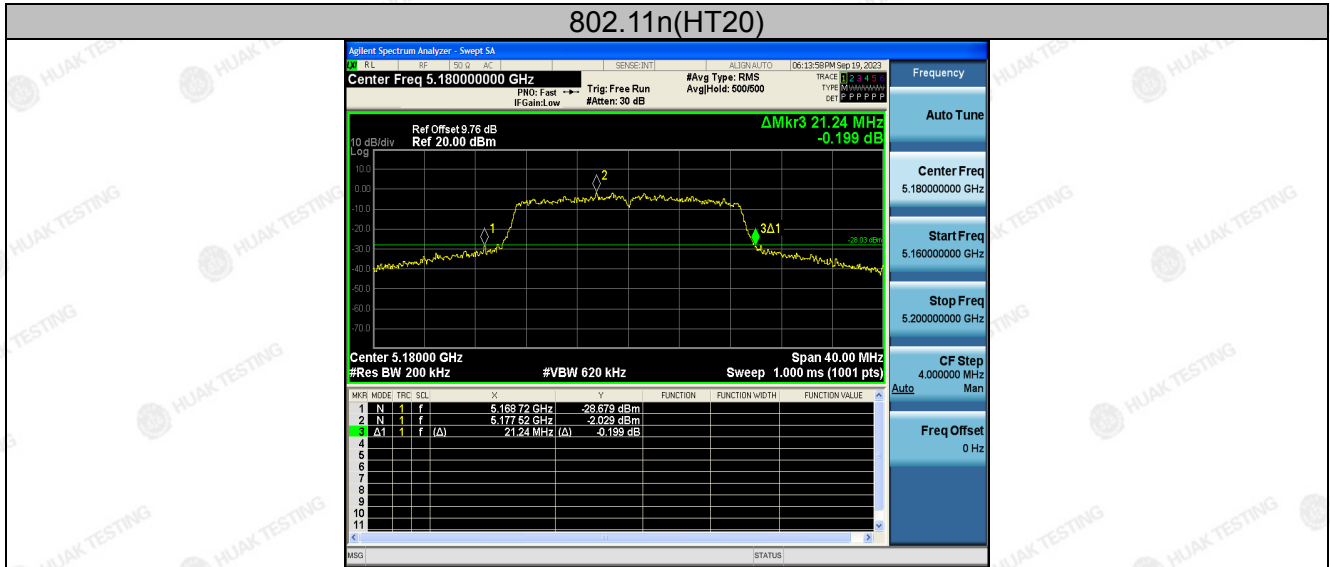 802.11n(HT20)
Agilent Spectrum Analyzer - Swept SA
RL RF 50 Ω AC SENSE:INT ALIGN AUTO 06:13:58 PM Sep 19, 2023
Center Freq 5.180000000 GHz
#Avg Type: RMS
TRACE 1 2 3 4 5 6
PNO: Fast Trig: Free Run Avg|Hold: 500/500
TYPE M
IFGain:Low #Atten: 30 dB
DET P P P P P P
ΔMkr3 21.24 MHz
-0.199 dB
Ref Offset 9.76 dB
10 dB/div Ref 20.00 dBm
Log
10.0
0.00
-10.0
-20.0
-30.0
-40.0
-50.0
-60.0
-70.0
1
2
3Δ1
-28.03 dBm
Center 5.18000 GHz Span 40.00 MHz
#Res BW 200 kHz #VBW 620 kHz Sweep 1.000 ms (1001 pts)
MKR MODE TRC SCL X Y FUNCTION FUNCTION WIDTH FUNCTION VALUE
1 N 1 f 5.168 72 GHz -28.679 dBm
2 N 1 f 5.177 52 GHz -2.029 dBm
3 Δ1 1 f (Δ) 21.24 MHz (Δ) -0.199 dB
4
5
6
7
8
9
10
11
MSG STATUS
Frequency
Auto Tune
Center Freq
5.180000000 GHz
Start Freq
5.160000000 GHz
Stop Freq
5.200000000 GHz
CF Step
4.000000 MHz
Auto Man
Freq Offset
0 Hz
HUAK TESTING